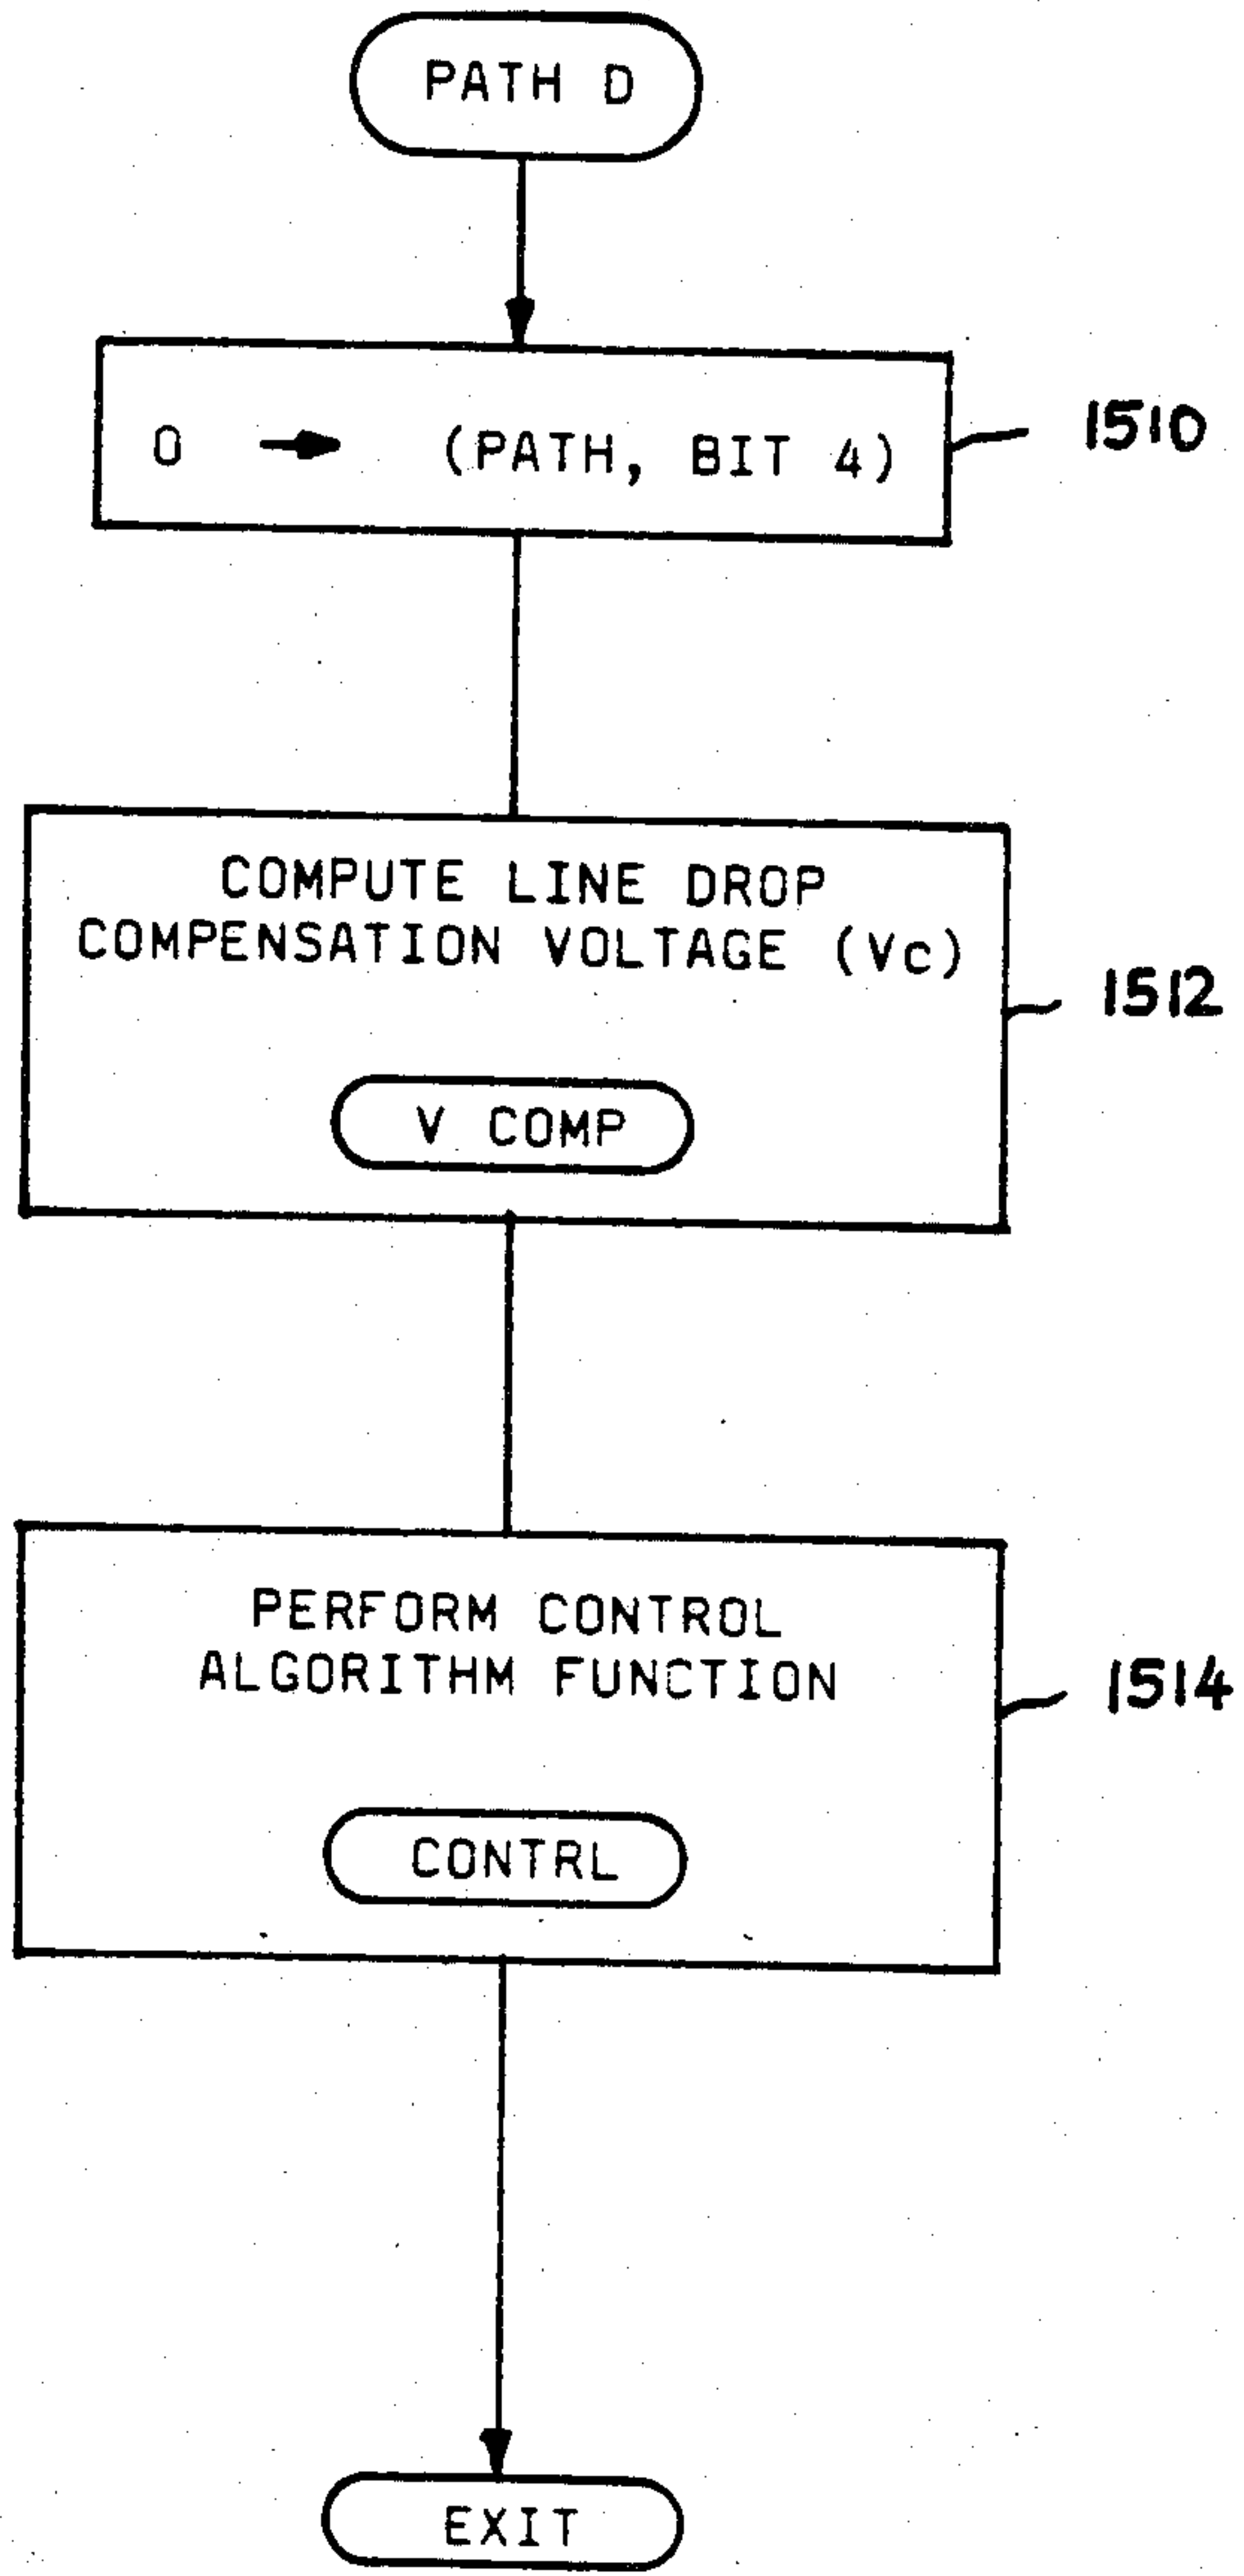 PATH D
0 → (PATH, BIT 4)
1510
COMPUTE LINE DROP
COMPENSATION VOLTAGE (Vc)
1512
V COMP
PERFORM CONTROL
ALGORITHM FUNCTION
1514
CONTRL
EXIT